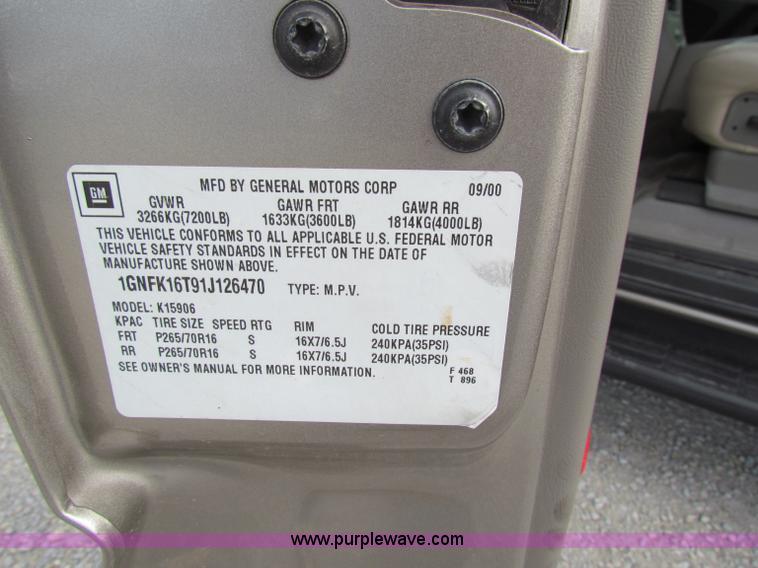 GM
MFD BY GENERAL MOTORS CORP 09/00
GVWR GAWR FRT GAWR RR
3266KG(7200LB) 1633KG(3600LB) 1814KG(4000LB)
THIS VEHICLE CONFORMS TO ALL APPLICABLE U.S. FEDERAL MOTOR
VEHICLE SAFETY STANDARDS IN EFFECT ON THE DATE OF
MANUFACTURE SHOWN ABOVE.
1GNFK16T91J126470 TYPE: M.P.V.
MODEL: K15906
KPAC TIRE SIZE SPEED RTG RIM COLD TIRE PRESSURE
FRT P265/70R16 S 16X7/6.5J 240KPA(35PSI)
RR P265/70R16 S 16X7/6.5J 240KPA(35PSI)
SEE OWNER'S MANUAL FOR MORE INFORMATION.
F 468
T 896
www.purplewave.com